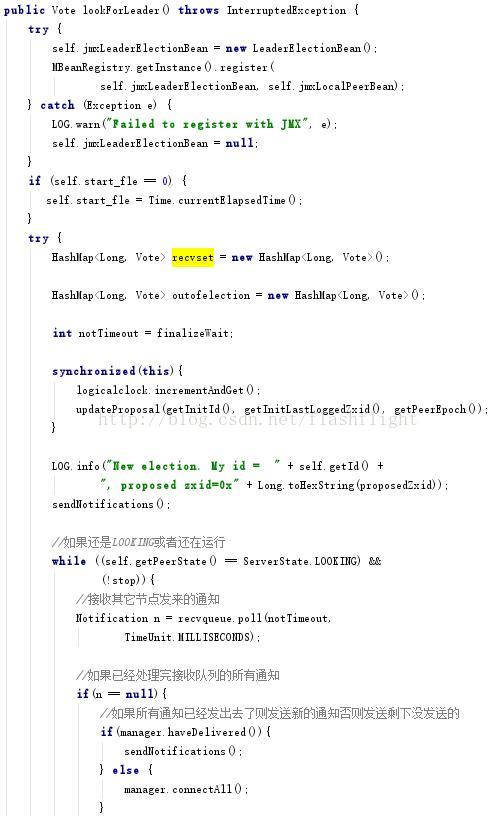 public Vote lookForLeader() throws InterruptedException {
try {
self.jmxLeaderElectionBean = new LeaderElectionBean();
MBeanRegistry.getInstance().register(
self.jmxLeaderElectionBean, self.jmxLocalPeerBean);
} catch (Exception e) {
LOG.warn("Failed to register with JMX", e);
self.jmxLeaderElectionBean = null;
}
if (self.start_fle == 0) {
self.start_fle = Time.currentElapsedTime();
}
try {
HashMap<Long, Vote> recvset = new HashMap<Long, Vote>();
HashMap<Long, Vote> outofelection = new HashMap<Long, Vote>();
int notTimeout = finalizeWait;
synchronized(this){
logicalclock.incrementAndGet();
updateProposal(getInitId(), getInitLastLoggedZxid(), getPeerEpoch());
}
http://blog.csdn.net/flashflight
LOG.info("New election. My id =  " + self.getId() +
", proposed zxid=0x" + Long.toHexString(proposedZxid));
sendNotifications();
//如果还是LOOKING或者还在运行
while ((self.getPeerState() == ServerState.LOOKING) &&
(!stop)){
//接收其它节点发来的通知
Notification n = recvqueue.poll(notTimeout,
TimeUnit.MILLISECONDS);
//如果已经处理完接收队列的所有通知
if(n == null){
//如果所有通知已经发出去了则发送新的通知否则发送剩下没发送的
if(manager.haveDelivered()){
sendNotifications();
} else {
manager.connectAll();
}